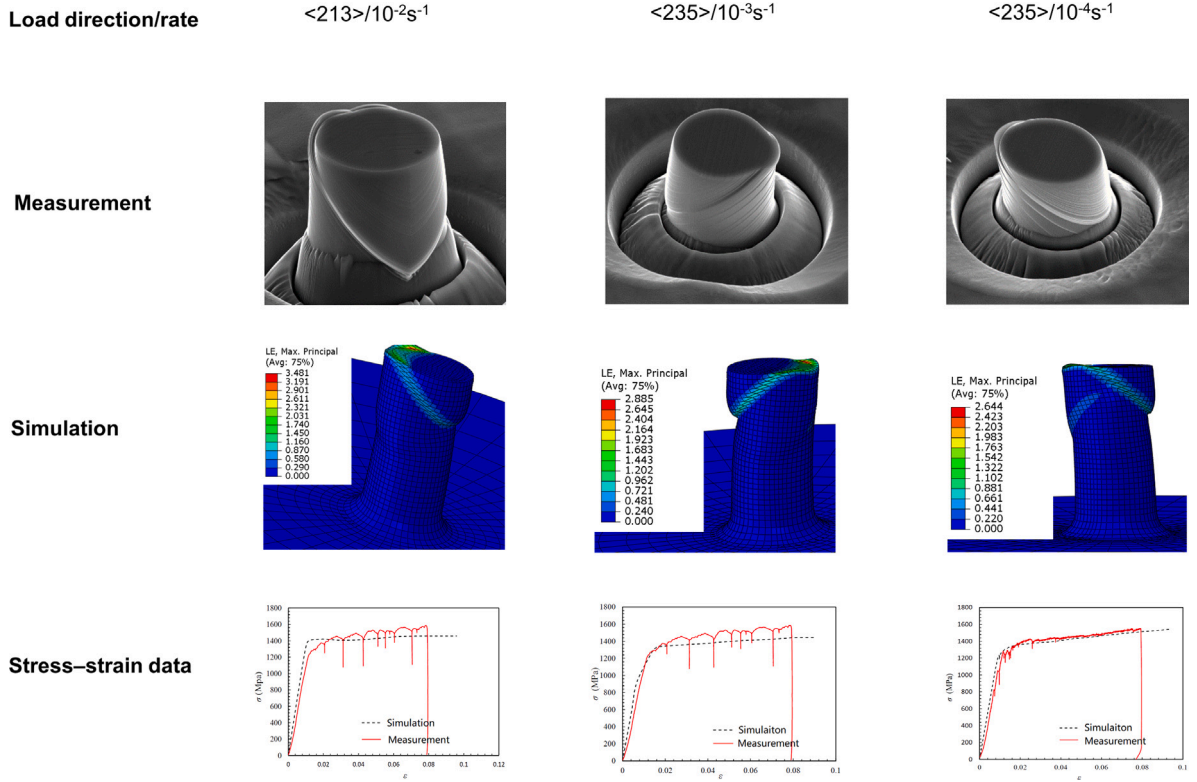 Load direction/rate
<213>/10⁻²s⁻¹
<235>/10⁻³s⁻¹
<235>/10⁻⁴s⁻¹
Measurement
Simulation
LE, Max. Principal
(Avg: 75%)
3.481
3.191
2.901
2.611
2.321
2.031
1.740
1.450
1.160
0.870
0.580
0.290
0.000
LE, Max. Principal
(Avg: 75%)
2.885
2.645
2.404
2.164
1.923
1.683
1.443
1.202
0.962
0.721
0.481
0.240
0.000
LE, Max. Principal
(Avg: 75%)
2.644
2.423
2.203
1.983
1.763
1.542
1.322
1.102
0.881
0.661
0.441
0.220
0.000
Stress–strain data
σ (Mpa)
1800
1600
1400
1200
1000
800
600
400
200
0
Simulation
Measurement
0 0.02 0.04 0.06 0.08 0.1 0.12
ε
σ (MPa)
1800
1600
1400
1200
1000
800
600
400
200
0
Simulaiton
Measurement
0 0.02 0.04 0.06 0.08 0.1
ε
σ (MPa)
1800
1600
1400
1200
1000
800
600
400
200
0
Simulaiton
Measurement
0 0.02 0.04 0.06 0.08 0.1
ε